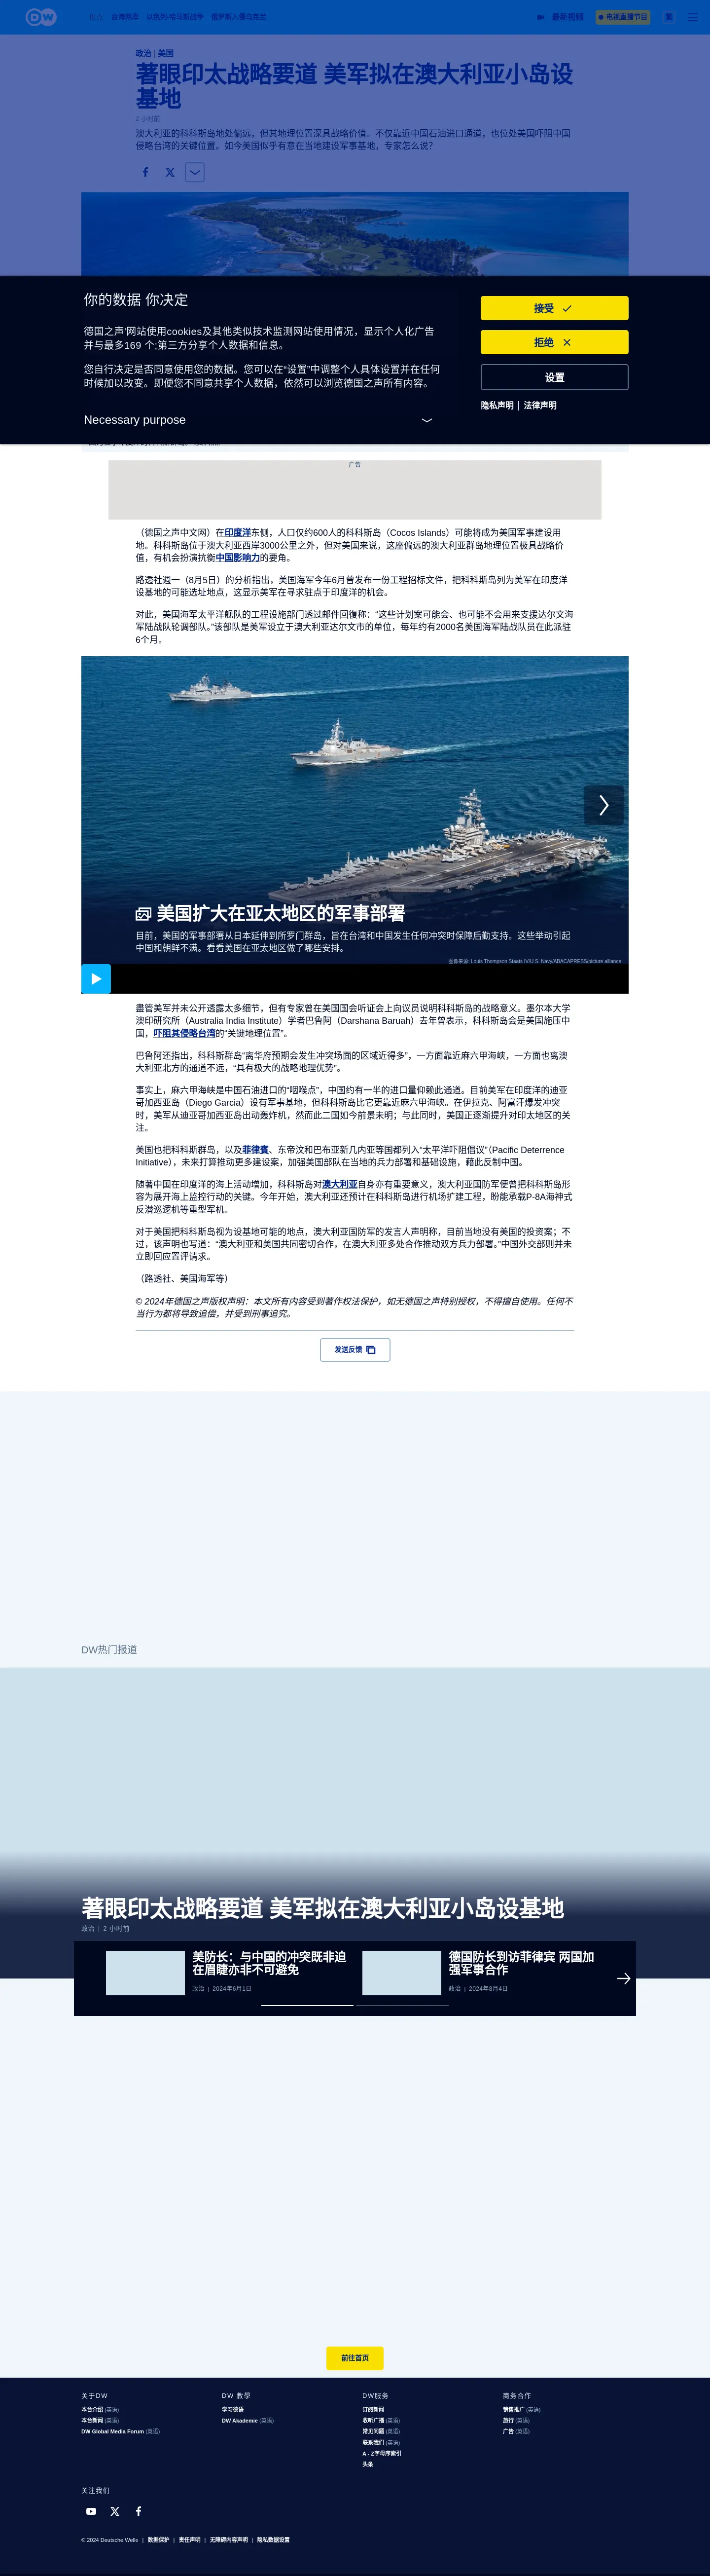 DW
焦点 台海两岸 以色列-哈马斯战争 俄罗斯入侵乌克兰
最新视频
电视直播节目
繁
政治 | 美国
著眼印太战略要道 美军拟在澳大利亚小岛设
基地
2 小时前
澳大利亚的科科斯岛地处偏远，但其地理位置深具战略价值。不仅靠近中国石油进口通道，也位处美国吓阻中国
侵略台湾的关键位置。如今美国似乎有意在当地建设军事基地，专家怎么说?
你的数据 你决定
德国之声'网站使用cookies及其他类似技术监测网站使用情况，显示个人化广告
并与最多169 个;第三方分享个人数据和信息。
您自行决定是否同意使用您的数据。您可以在“设置”中调整个人具体设置并在任何
时候加以改变。即便您不同意共享个人数据，依然可以浏览德国之声所有内容。
Necessary purpose
接受
拒绝
设置
隐私声明 | 法律声明
广告
（德国之声中文网）在印度洋东侧，人口仅约600人的科科斯岛（Cocos Islands）可能将成为美国军事建设用
地。科科斯岛位于澳大利亚西岸3000公里之外，但对美国来说，这座偏远的澳大利亚群岛地理位置极具战略价
值，有机会扮演抗衡中国影响力的要角。
路透社週一（8月5日）的分析指出，美国海军今年6月曾发布一份工程招标文件，把科科斯岛列为美军在印度洋
设基地的可能选址地点，这显示美军在寻求驻点于印度洋的机会。
对此，美国海军太平洋舰队的工程设施部门透过邮件回復称：“这些计划案可能会、也可能不会用来支援达尔文海
军陆战队轮调部队。”该部队是美军设立于澳大利亚达尔文市的单位，每年约有2000名美国海军陆战队员在此派驻
6个月。
美国扩大在亚太地区的军事部署
目前，美国的军事部署从日本延伸到所罗门群岛，旨在台湾和中国发生任何冲突时保障后勤支持。这些举动引起
中国和朝鲜不满。看看美国在亚太地区做了哪些安排。
图像来源: Louis Thompson Staats IV/U.S. Navy/ABACAPRESS/picture alliance
儘管美军并未公开透露太多细节，但有专家曾在美国国会听证会上向议员说明科科斯岛的战略意义。墨尔本大学
澳印研究所（Australia India Institute）学者巴鲁阿（Darshana Baruah）去年曾表示，科科斯岛会是美国施压中
国，吓阻其侵略台湾的“关键地理位置”。
巴鲁阿还指出，科科斯群岛“离华府预期会发生冲突场面的区域近得多”，一方面靠近麻六甲海峡，一方面也离澳
大利亚北方的通道不远，“具有极大的战略地理优势”。
事实上，麻六甲海峡是中国石油进口的“咽喉点”，中国约有一半的进口量仰赖此通道。目前美军在印度洋的迪亚
哥加西亚岛（Diego Garcia）设有军事基地，但科科斯岛比它更靠近麻六甲海峡。在伊拉克、阿富汗爆发冲突
时，美军从迪亚哥加西亚岛出动轰炸机，然而此二国如今前景未明；与此同时，美国正逐渐提升对印太地区的关
注。
美国也把科科斯群岛，以及菲律賓、东帝汶和巴布亚新几内亚等国都列入“太平洋吓阻倡议”（Pacific Deterrence
Initiative），未来打算推动更多建设案，加强美国部队在当地的兵力部署和基础设施，藉此反制中国。
随著中国在印度洋的海上活动增加，科科斯岛对澳大利亚自身亦有重要意义，澳大利亚国防军便曾把科科斯岛形
容为展开海上监控行动的关键。今年开始，澳大利亚还预计在科科斯岛进行机场扩建工程，盼能承载P-8A海神式
反潜巡逻机等重型军机。
对于美国把科科斯岛视为设基地可能的地点，澳大利亚国防军的发言人声明称，目前当地没有美国的投资案；不
过，该声明也写道：“澳大利亚和美国共同密切合作，在澳大利亚多处合作推动双方兵力部署。”中国外交部则并未
立即回应置评请求。
（路透社、美国海军等）
© 2024年德国之声版权声明：本文所有内容受到著作权法保护，如无德国之声特别授权，不得擅自使用。任何不
当行为都将导致追偿，并受到刑事追究。
发送反馈
DW热门报道
著眼印太战略要道 美军拟在澳大利亚小岛设基地
政治 | 2 小时前
美防长：与中国的冲突既非迫
在眉睫亦非不可避免
政治 | 2024年6月1日
德国防长到访菲律宾 两国加
强军事合作
政治 | 2024年8月4日
前往首页
关于DW
本台介绍 (英语)
本台新闻 (英语)
DW Global Media Forum (英语)
DW 教學
学习德语
DW Akademie (英语)
DW服务
订阅新闻
收听广播 (英语)
常见问题 (英语)
联系我们 (英语)
A - Z字母序索引
头条
商务合作
销售推广 (英语)
旅行 (英语)
广告 (英语)
关注我们
© 2024 Deutsche Welle | 数据保护 | 责任声明 | 无障碍内容声明 | 隐私数据设置